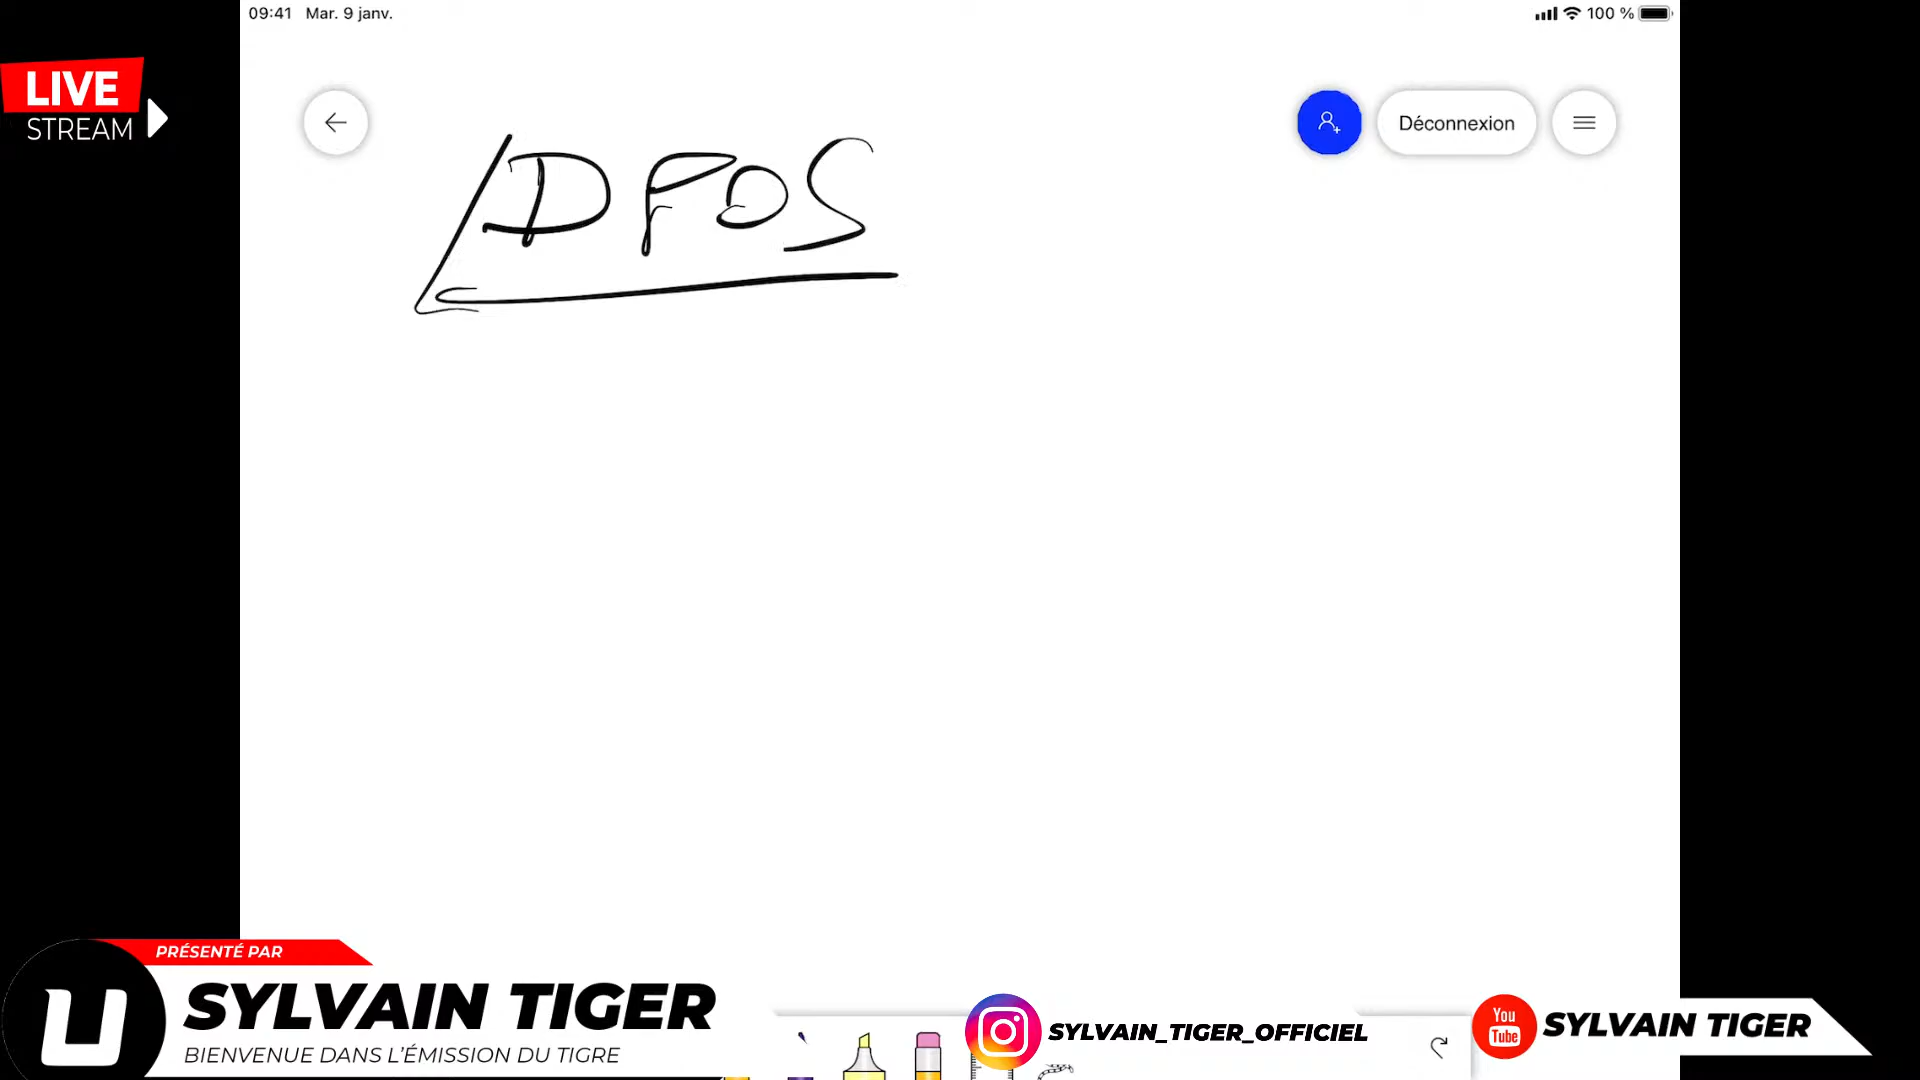 09:41 Mar. 9 janv. 100 %
LIVE
STREAM
Déconnexion
DFOS
PRÉSENTÉ PAR
SYLVAIN TIGER
BIENVENUE DANS L'ÉMISSION DU TIGRE
SYLVAIN_TIGER_OFFICIEL
You
Tube
SYLVAIN TIGER